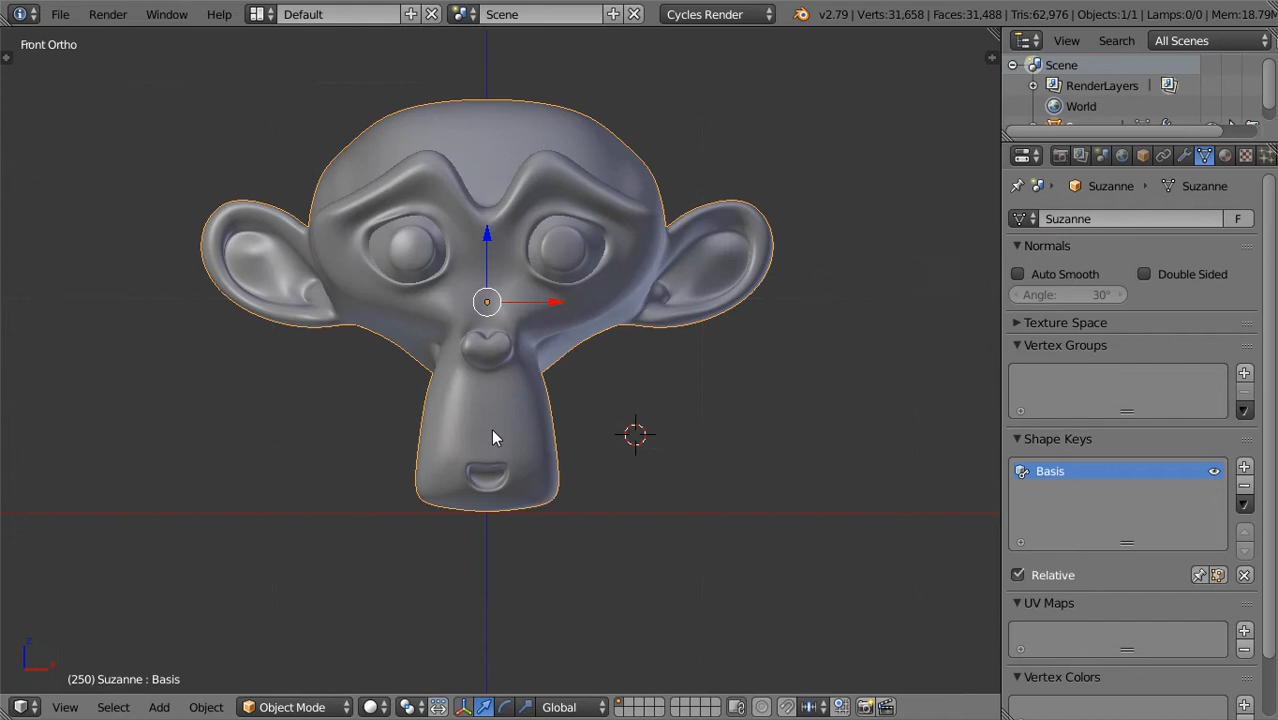 File Render Window Help Default Scene Cycles Render v2.79 | Verts:31,658 | Faces:31,488 | Tris:62,976 | Objects:1/1 | Lamps:0/0 | Mem:18.79M
Front Ortho
View Search All Scenes
Scene
RenderLayers
World
Suzanne Suzanne
Suzanne F
Normals
Auto Smooth Double Sided
Angle: 30°
Texture Space
Vertex Groups
Shape Keys
Basis
Relative
UV Maps
Vertex Colors
z
x
(250) Suzanne : Basis
View Select Add Object Object Mode Global